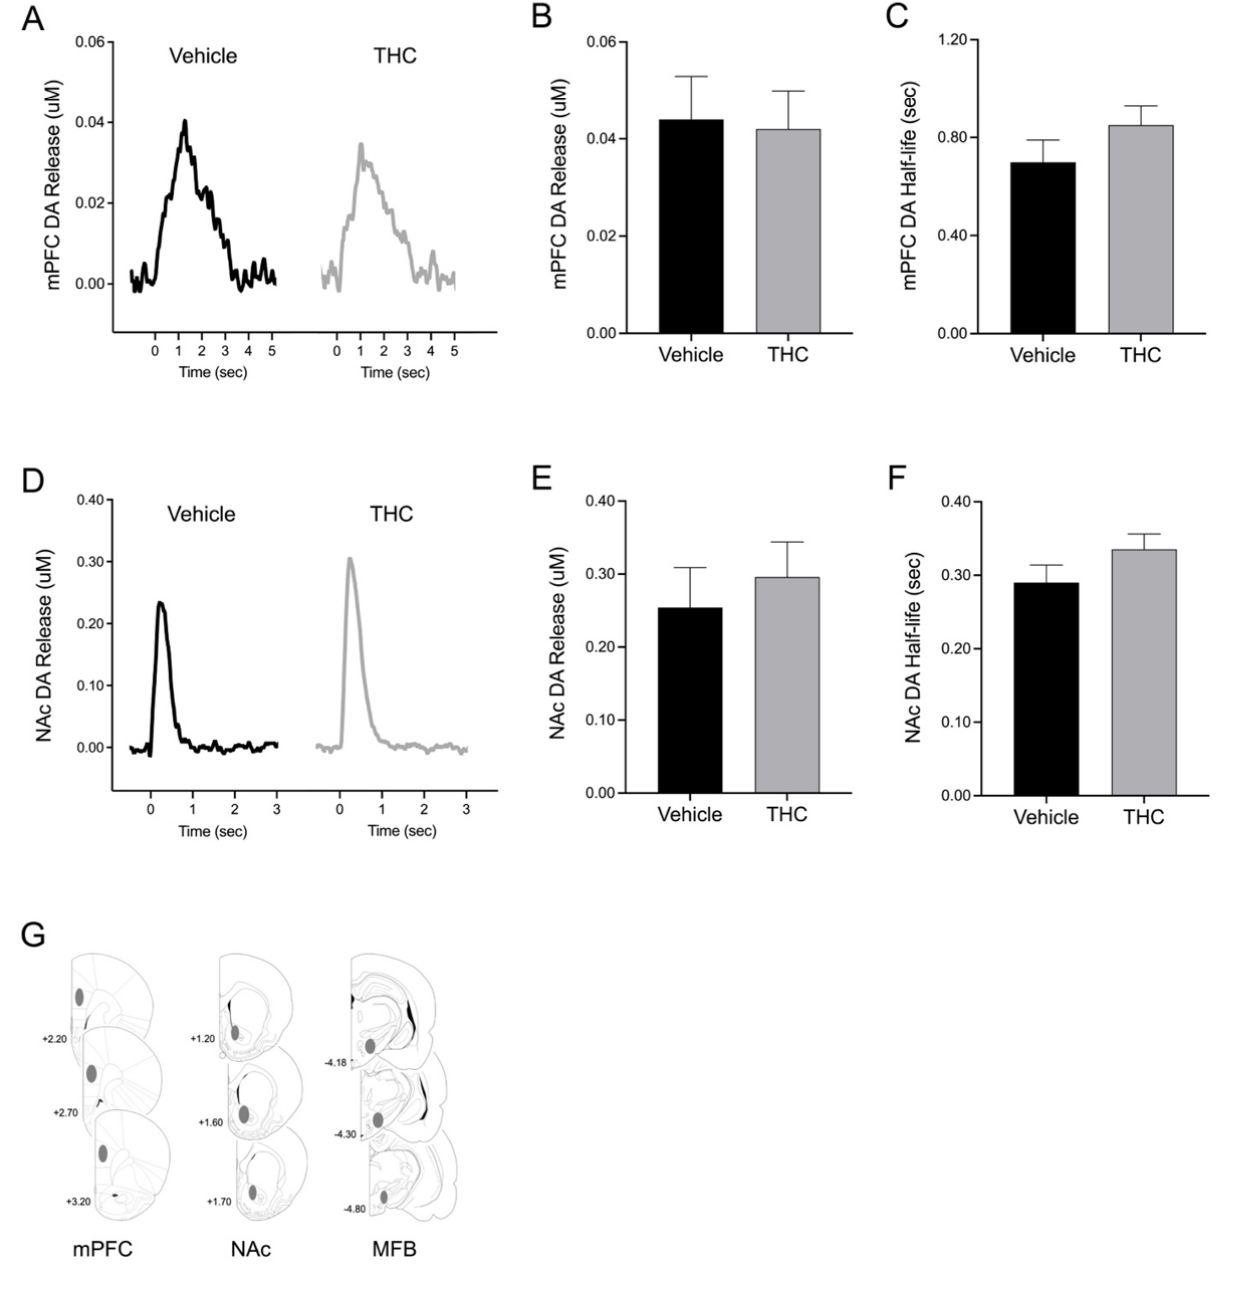 A
B
C
0.06
0.04
0.02
0.00
mPFC DA Release (uM)
Vehicle
THC
0 1 2 3 4 5
0 1 2 3 4 5
Time (sec)
Time (sec)
0.06
0.04
0.02
0.00
mPFC DA Release (uM)
Vehicle
THC
1.20
0.80
0.40
0.00
mPFC DA Half-life (sec)
Vehicle
THC
D
E
F
0.40
0.30
0.20
0.10
0.00
NAc DA Release (uM)
Vehicle
THC
0 1 2 3
0 1 2 3
Time (sec)
Time (sec)
0.40
0.30
0.20
0.10
0.00
NAc DA Release (uM)
Vehicle
THC
0.40
0.30
0.20
0.10
0.00
NAc DA Half-life (sec)
Vehicle
THC
G
+2.20
+2.70
+3.20
mPFC
+1.20
+1.60
+1.70
NAc
-4.18
-4.30
-4.80
MFB